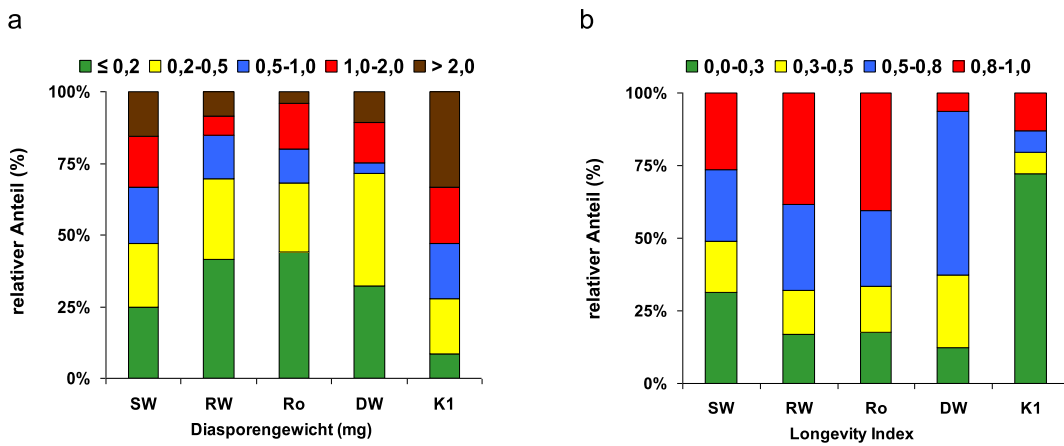 a
≤ 0,2 0,2-0,5 0,5-1,0 1,0-2,0 > 2,0
relativer Anteil (%)
100%
75%
50%
25%
0%
SW RW Ro DW K1
Diasporengewicht (mg)
b
0,0-0,3 0,3-0,5 0,5-0,8 0,8-1,0
relativer Anteil (%)
100%
75%
50%
25%
0%
SW RW Ro DW K1
Longevity Index